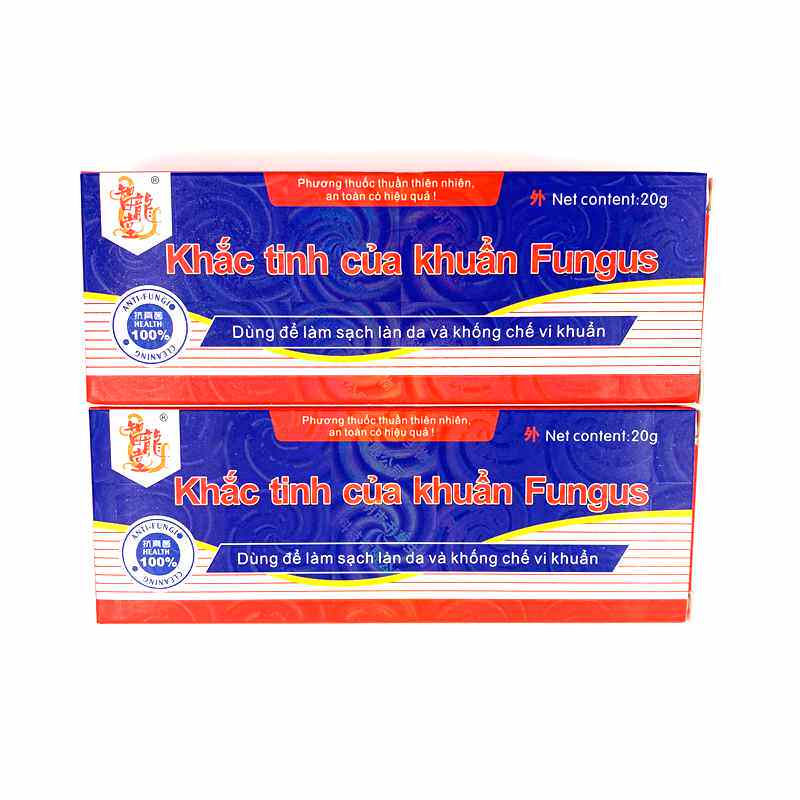 Phương thuốc thuần thiên nhiên,
an toàn có hiệu quả !
外 Net content:20g
Khắc tinh của khuẩn Fungus
ANTI-FUNGI
抗真菌
HEALTH
100%
CLEANING
Dùng để làm sạch làn da và khống chế vi khuẩn
Phương thuốc thuần thiên nhiên,
an toàn có hiệu quả !
外 Net content:20g
Khắc tinh của khuẩn Fungus
ANTI-FUNGI
抗真菌
HEALTH
100%
CLEANING
Dùng để làm sạch làn da và khống chế vi khuẩn